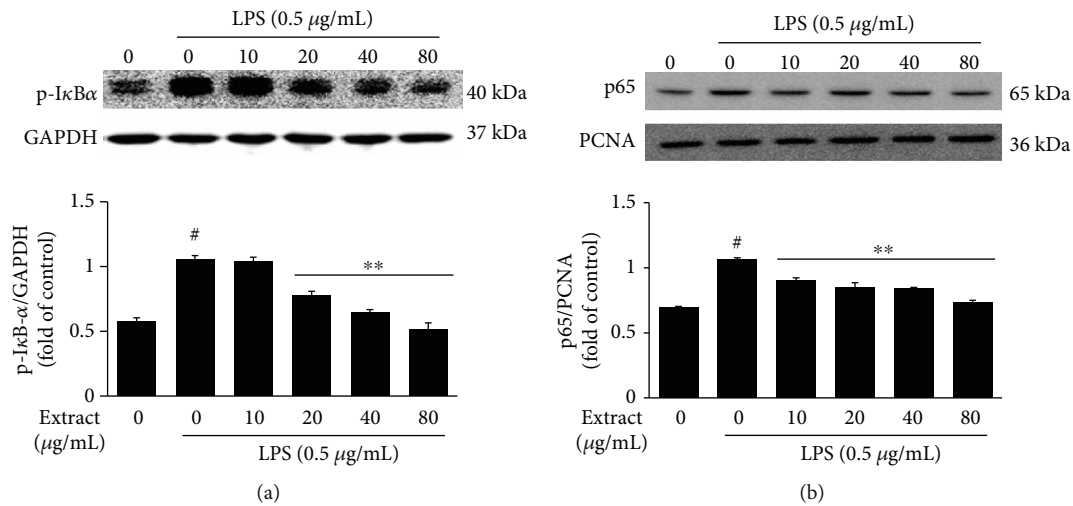 LPS (0.5 μg/mL)
0 0 10 20 40 80
p-IκBα 40 kDa
GAPDH 37 kDa
p-IκB-α/GAPDH
(fold of control)
1.5
1
0.5
0
#
**
Extract
(μg/mL)
0 0 10 20 40 80
LPS (0.5 μg/mL)
(a)
LPS (0.5 μg/mL)
0 0 10 20 40 80
p65 65 kDa
PCNA 36 kDa
p65/PCNA
(fold of control)
1.5
1
0.5
0
#
**
Extract
(μg/mL)
0 0 10 20 40 80
LPS (0.5 μg/mL)
(b)